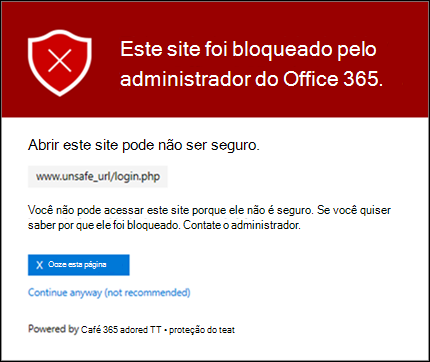 Este site foi bloqueado pelo
administrador do Office 365.
Abrir este site pode não ser seguro.
www.unsafe_url/login.php
Você não pode acessar este site porque ele não é seguro. Se você quiser
saber por que ele foi bloqueado. Contate o administrador.
X Ooze esta página
Continue anyway (not recommended)
Powered by Café 365 adored TT • proteção do teat